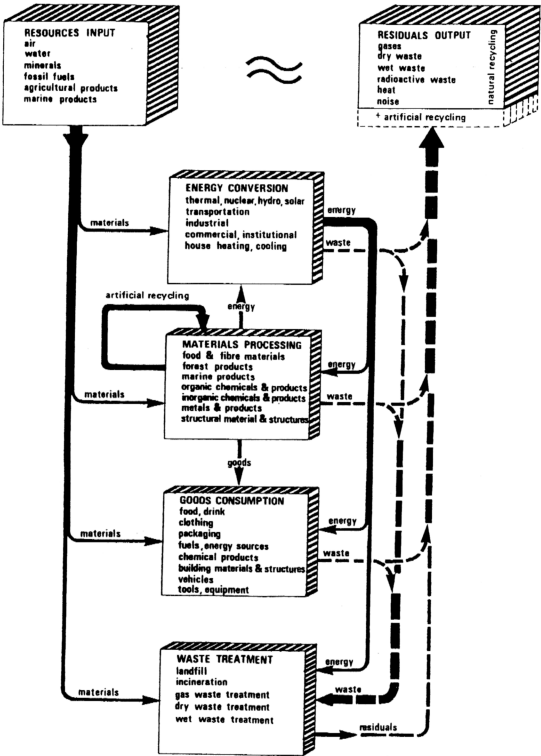 RESOURCES INPUT
air
water
minerals
fossil fuels
agricultural products
marine products
RESIDUALS OUTPUT
gases
dry waste
wet waste
radioactive waste
heat
noise
natural recycling
+ artificial recycling
ENERGY CONVERSION
thermal, nuclear, hydro, solar
transportation
industrial
commercial, institutional
house heating, cooling
materials
energy
waste
artificial recycling
energy
MATERIALS PROCESSING
food & fibre materials
forest products
marine products
organic chemicals & products
inorganic chemicals & products
metals & products
structural material & structures
materials
energy
waste
goods
GOODS CONSUMPTION
food, drink
clothing
packaging
fuels, energy sources
chemical products
building materials & structures
vehicles
tools, equipment
materials
energy
waste
WASTE TREATMENT
landfill
incineration
gas waste treatment
dry waste treatment
wet waste treatment
materials
energy
waste
residuals